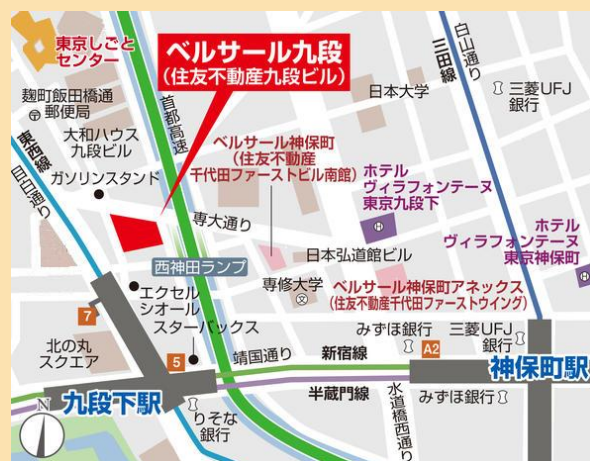 東京しごと
センター
ベルサール九段
(住友不動産九段ビル)
白山通り
三田線
日本大学
三菱UFJ
銀行
麹町飯田橋通
郵便局
東西線
目白通り
大和ハウス
九段ビル
ガソリンスタンド
首都高速
ベルサール神保町
(住友不動産
千代田ファーストビル南館)
ホテル
ヴィラフォンテーヌ
東京九段下
専大通り
西神田ランプ
日本弘道館ビル
ホテル
ヴィラフォンテーヌ
東京神保町
H
H
専修大学
文
ベルサール神保町アネックス
(住友不動産千代田ファーストウイング)
エクセル
シオール
スターバックス
7
北の丸
スクエア
5
靖国通り
新宿線
半蔵門線
みずほ銀行
A2
三菱UFJ
銀行
神保町駅
みずほ銀行
水道橋西通り
九段下駅
りそな
銀行
N